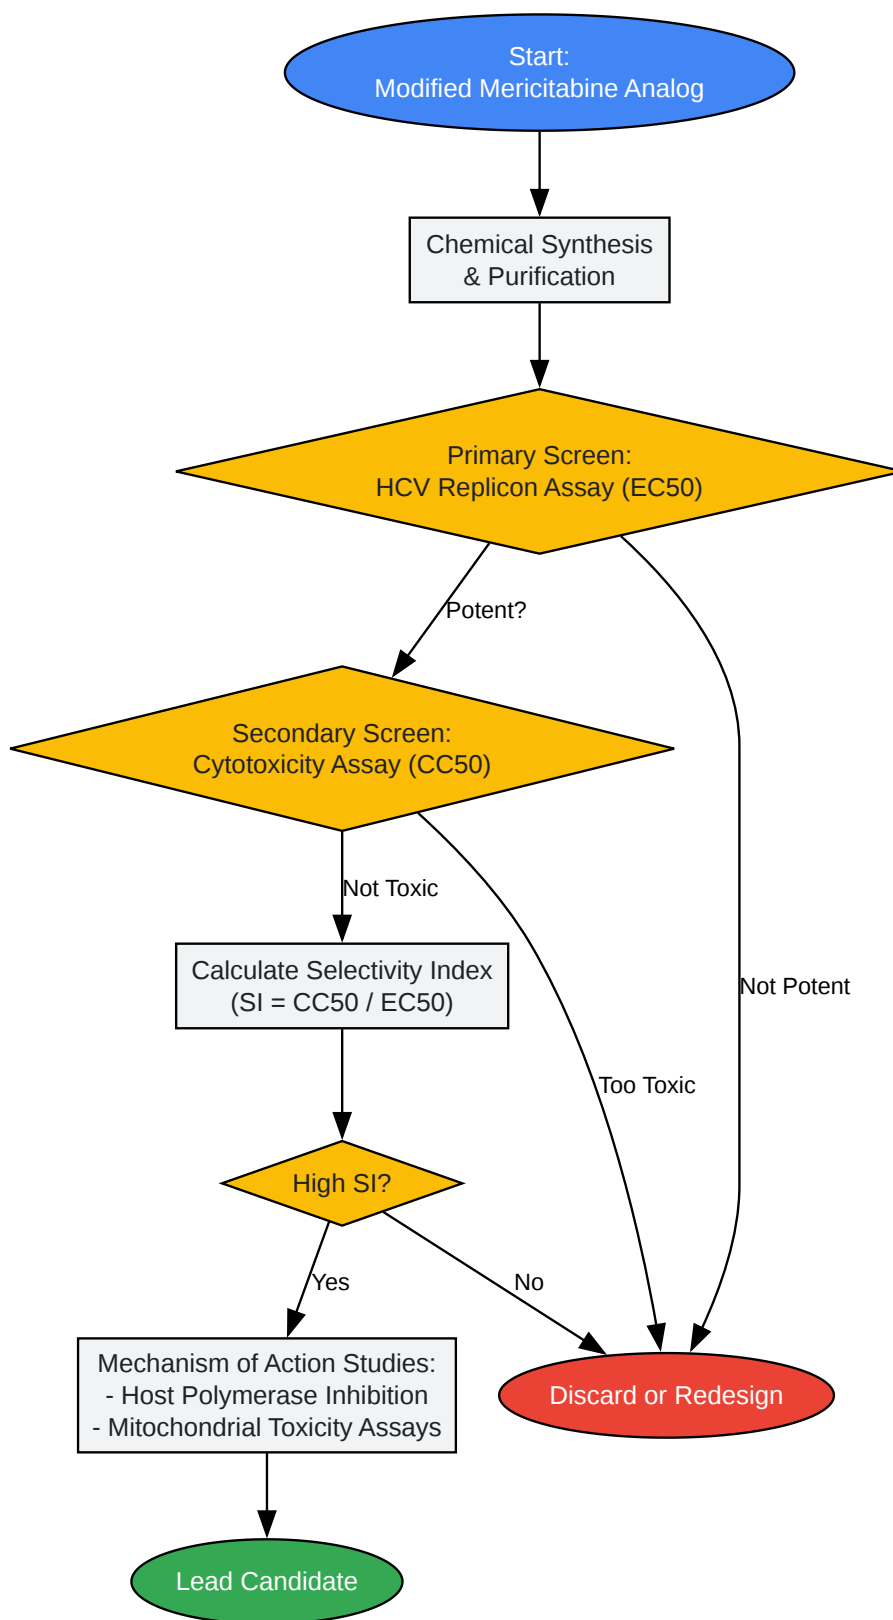 Start:
Modified Mericitabine Analog
Chemical Synthesis
& Purification
Primary Screen:
HCV Replicon Assay (EC50)
Potent?
Secondary Screen:
Cytotoxicity Assay (CC50)
Not Toxic
Calculate Selectivity Index
(SI = CC50 / EC50)
Not Potent
Too Toxic
High SI?
Yes
No
Mechanism of Action Studies:
- Host Polymerase Inhibition
- Mitochondrial Toxicity Assays
Discard or Redesign
Lead Candidate